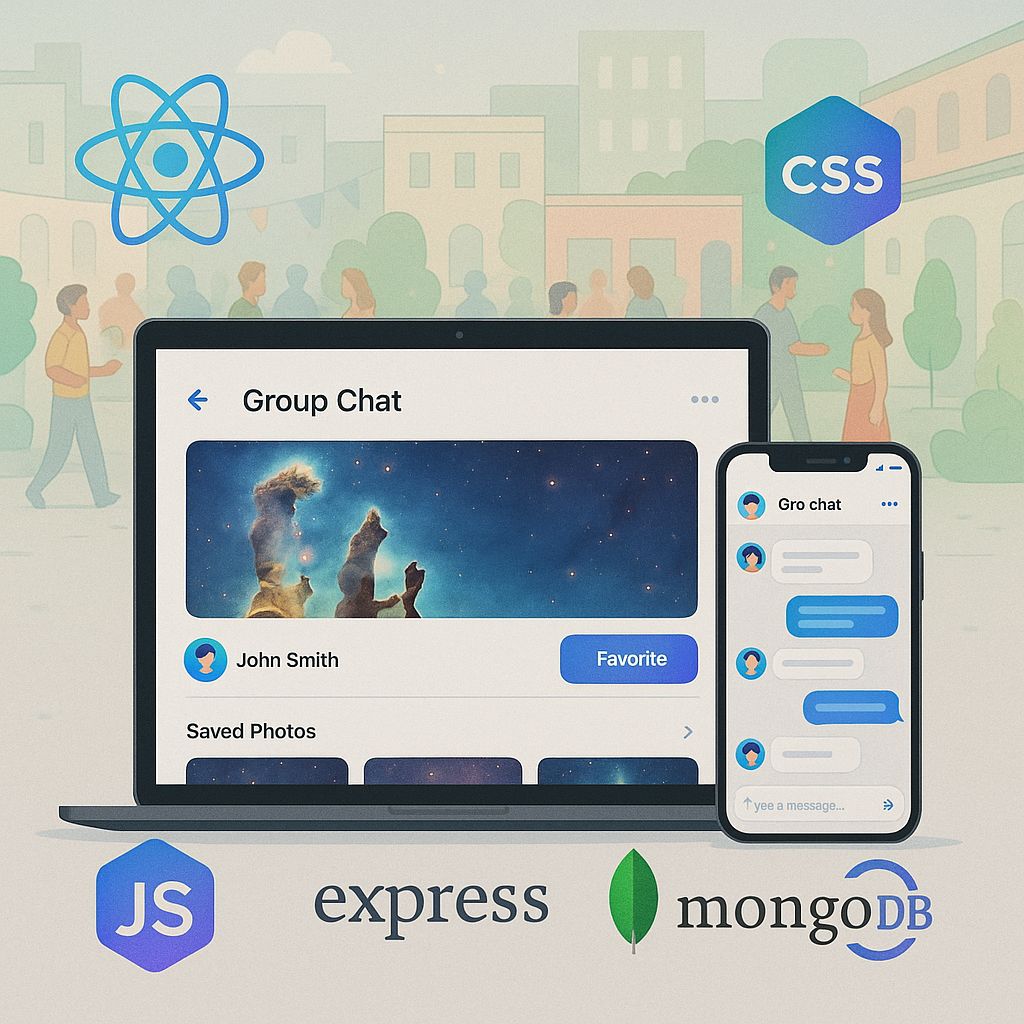 CSS
Group Chat
John Smith
Favorite
Saved Photos
Gro chat
yee a message...
JS
express
mongoDB